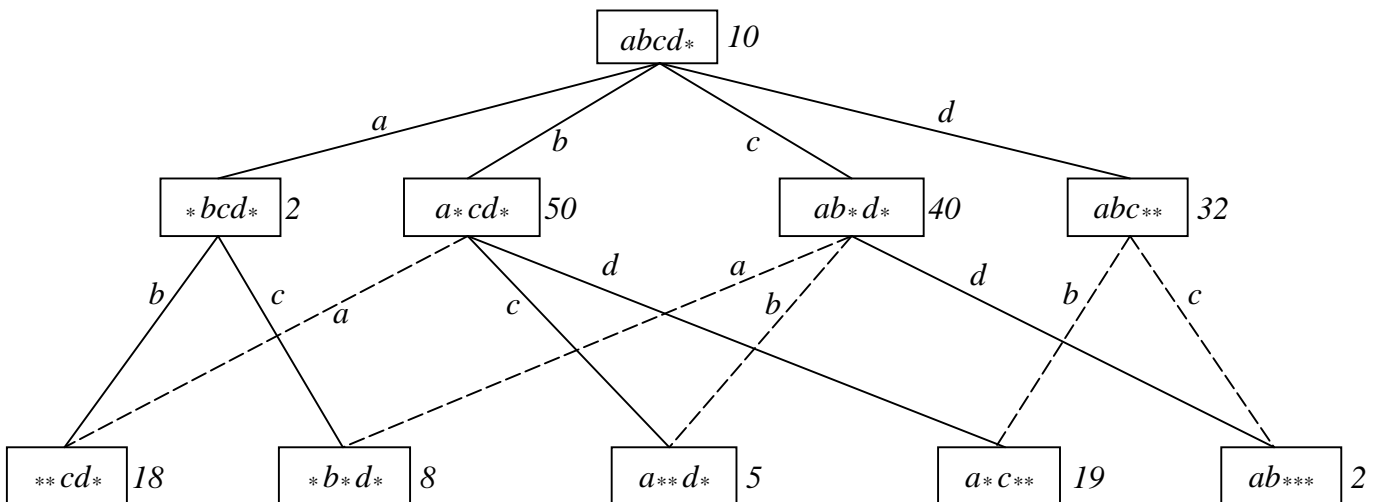 abcd* 10
a b c d
*bcd* 2 a*cd* 50 ab*d* 40 abc** 32
b c a d c a b d b c
**cd* 18 *b*d* 8 a**d* 5 a*c** 19 ab*** 2